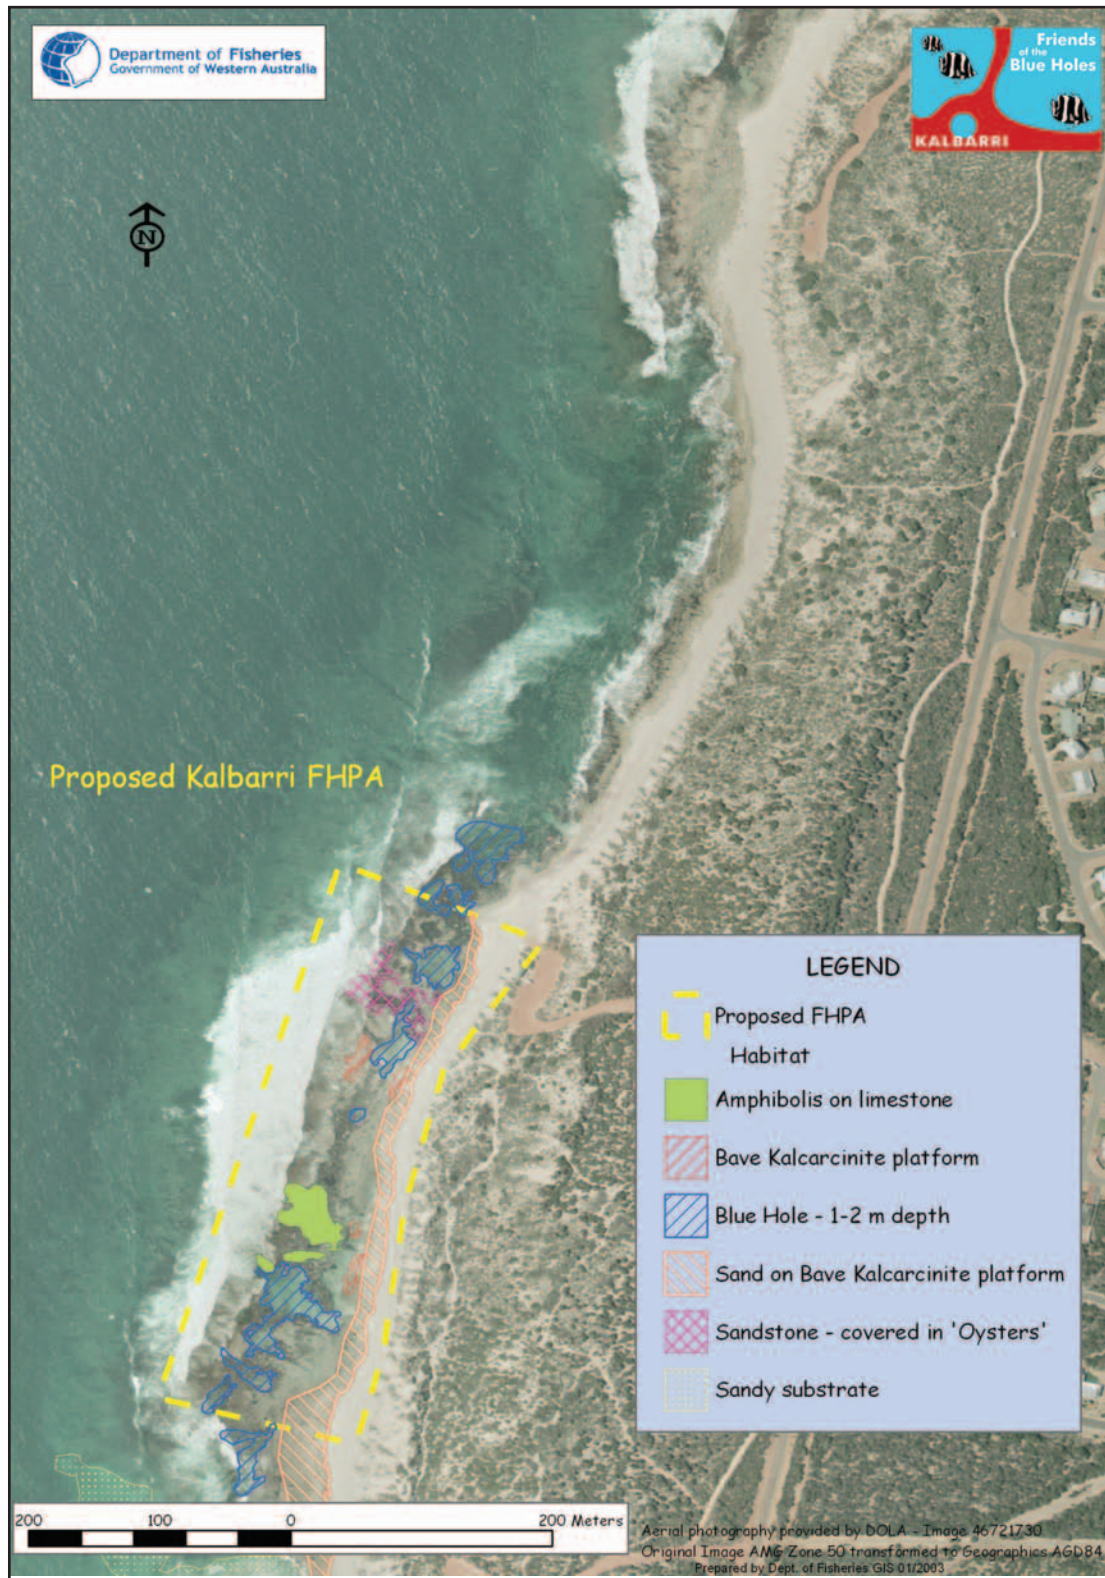 Department of Fisheries
Government of Western Australia
Friends
of the
Blue Holes
KALBARRI
N
Proposed Kalbarri FHPA
LEGEND
Proposed FHPA
Habitat
Amphibolis on limestone
Bave Kalcarcinite platform
Blue Hole - 1-2 m depth
Sand on Bave Kalcarcinite platform
Sandstone - covered in 'Oysters'
Sandy substrate
200 100 0 200 Meters
Aerial photography provided by DOLA - Image 46721730
Original Image AMG Zone 50 transformed to Geographics AGD84
Prepared by Dept. of Fisheries GIS 01/2003